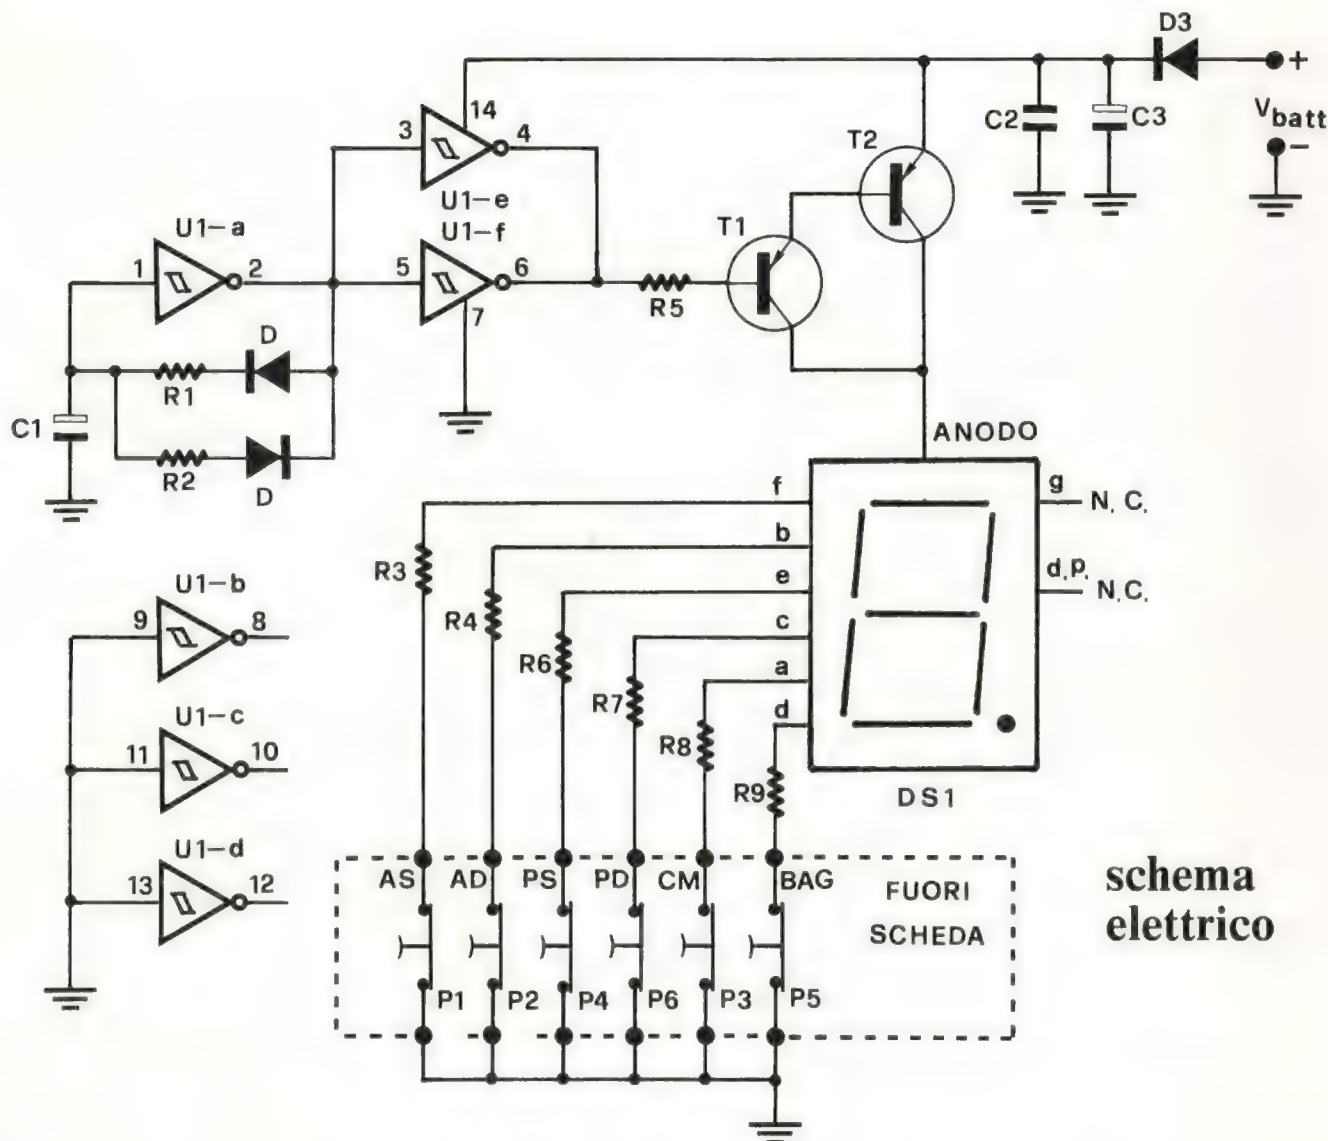 D3
+
14
3
4
C2
C3
Vbatt
-
T2
U1-e
U1-a
U1-f
T1
1
2
5
6
R5
7
D
R1
C1
R2
D
ANODO
f
g
N.C.
b
R3
e
d.p.
N.C.
U1-b
R4
9
8
c
R6
a
R7
d
U1-c
R8
11
10
R9
DS1
U1-d
13
12
AS
AD
PS
PD
CM
BAG
FUORI
SCHEDA
schema
elettrico
P1
P2
P4
P6
P3
P5